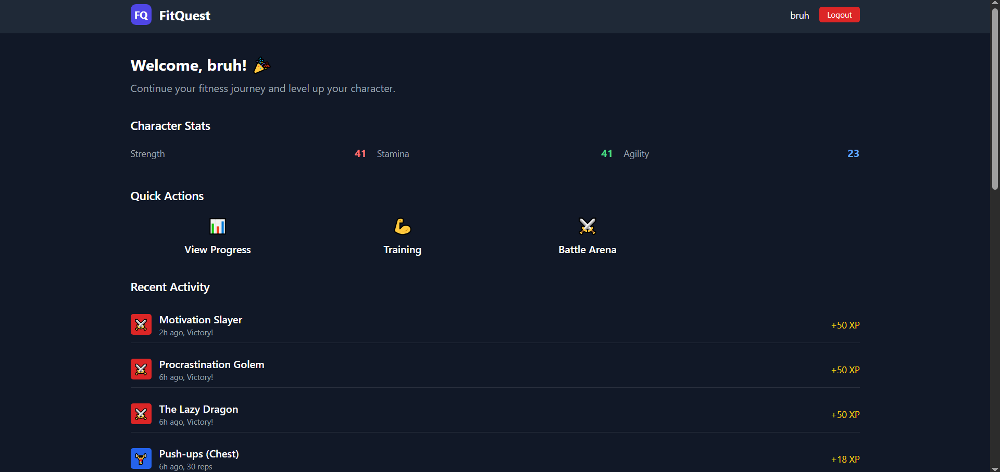 FQ FitQuest bruh Logout
Welcome, bruh! 🎉
Continue your fitness journey and level up your character.
Character Stats
Strength 41 Stamina 41 Agility 23
Quick Actions
View Progress Training Battle Arena
Recent Activity
Motivation Slayer
2h ago, Victory!
+50 XP
Procrastination Golem
6h ago, Victory!
+50 XP
The Lazy Dragon
6h ago, Victory!
+50 XP
Push-ups (Chest)
6h ago, 30 reps
+18 XP